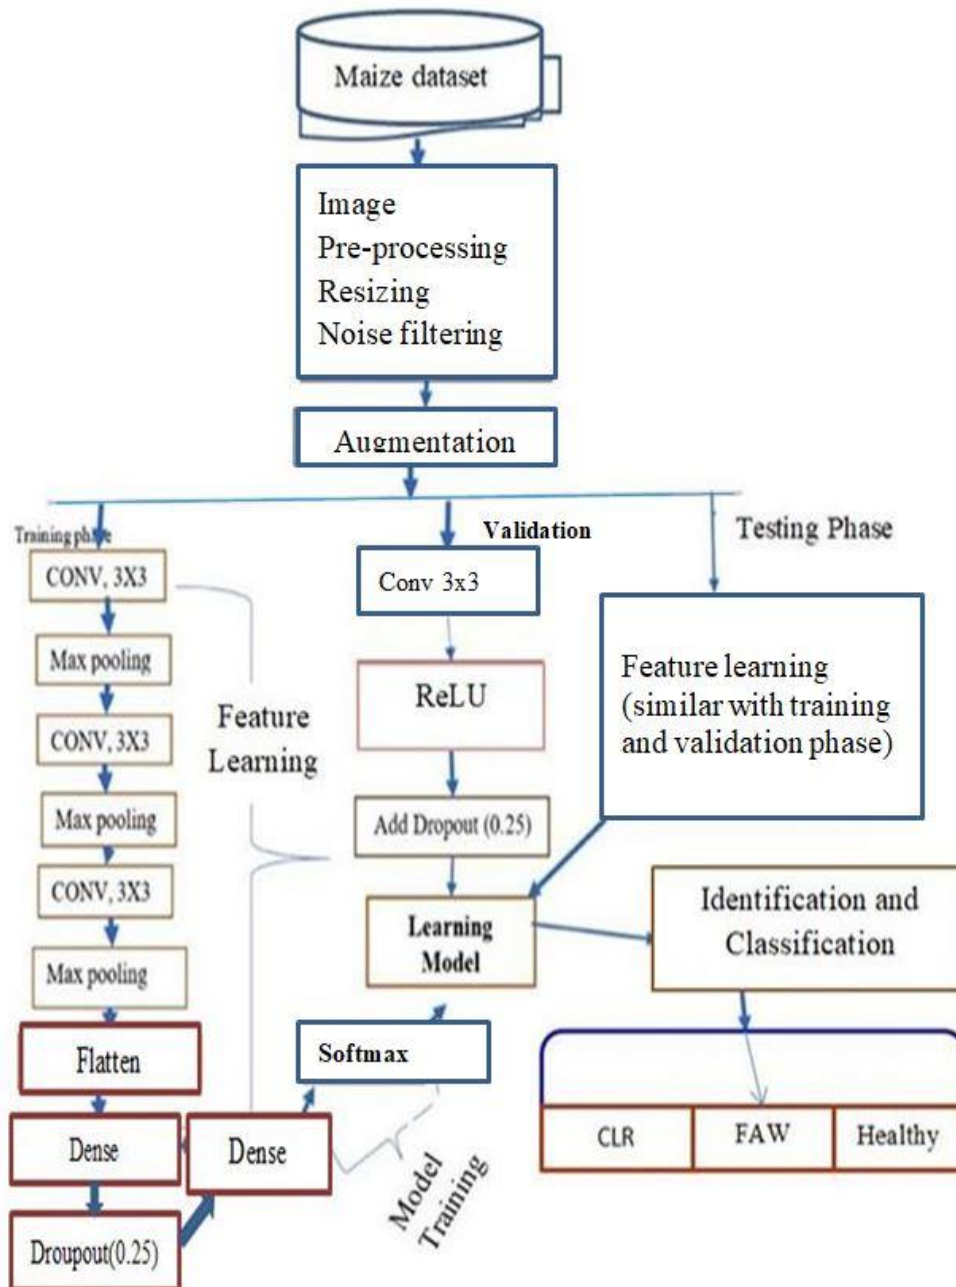 Maize dataset
Image
Pre-processing
Resizing
Noise filtering
Augmentation
Training phase
Validation
Testing Phase
CONV, 3X3
Max pooling
CONV, 3X3
Max pooling
CONV, 3X3
Max pooling
Flatten
Dense
Droupout(0.25)
Dense
Softmax
Feature
Learning
Model
Training
Conv 3x3
ReLU
Add Dropout (0.25)
Learning
Model
Feature learning
(similar with training
and validation phase)
Identification and
Classification
CLR
FAW
Healthy